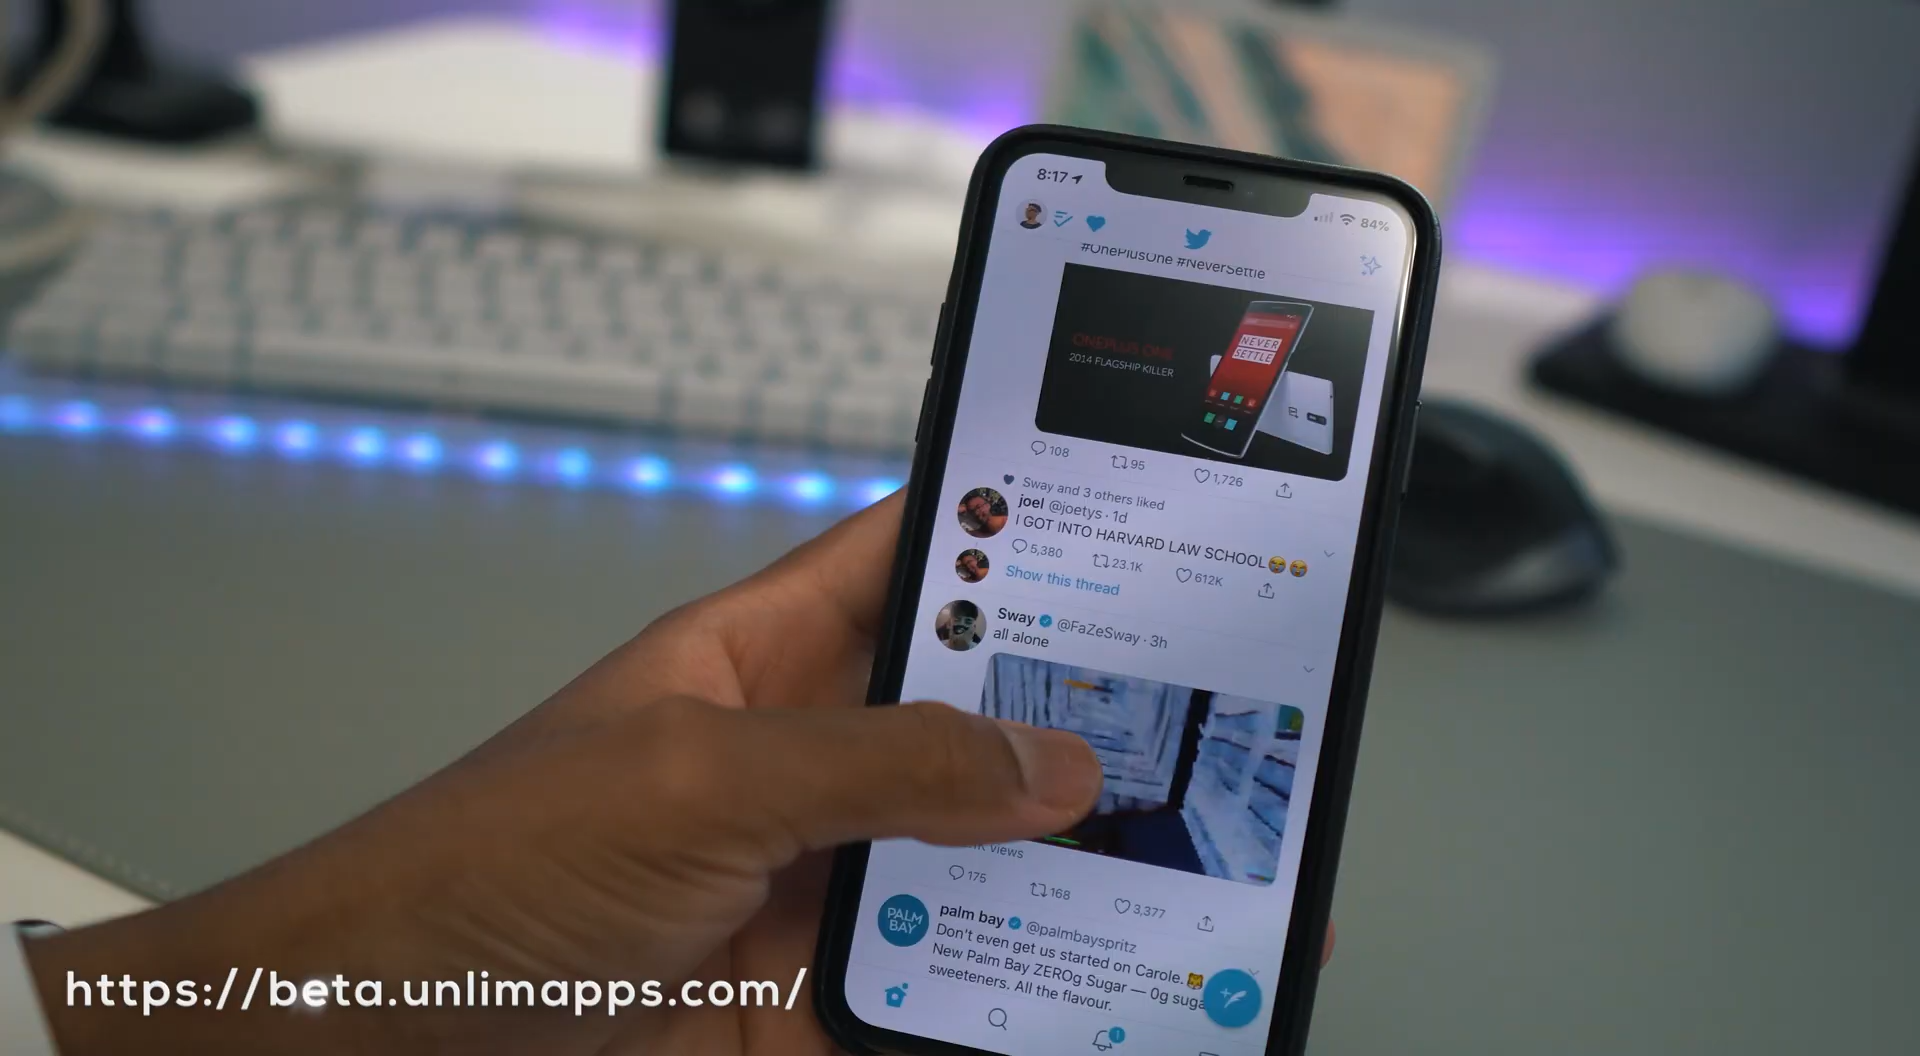 8:17
84%
#OnePlusOne #NeverSettle
ONEPLUS ONE
2014 FLAGSHIP KILLER
NEVER
SETTLE
108 95 1,726
Sway and 3 others liked
joel @joetys · 1d
I GOT INTO HARVARD LAW SCHOOL😭😭
5,380 23.1K 612K
Show this thread
Sway @FaZeSway · 3h
all alone
views
175 168 3,377
PALM
BAY
palm bay @palmbayspritz
Don't even get us started on Carole.🐯
New Palm Bay ZEROg Sugar — 0g
sweeteners. All the flavour.
1
https://beta.unlimapps.com/